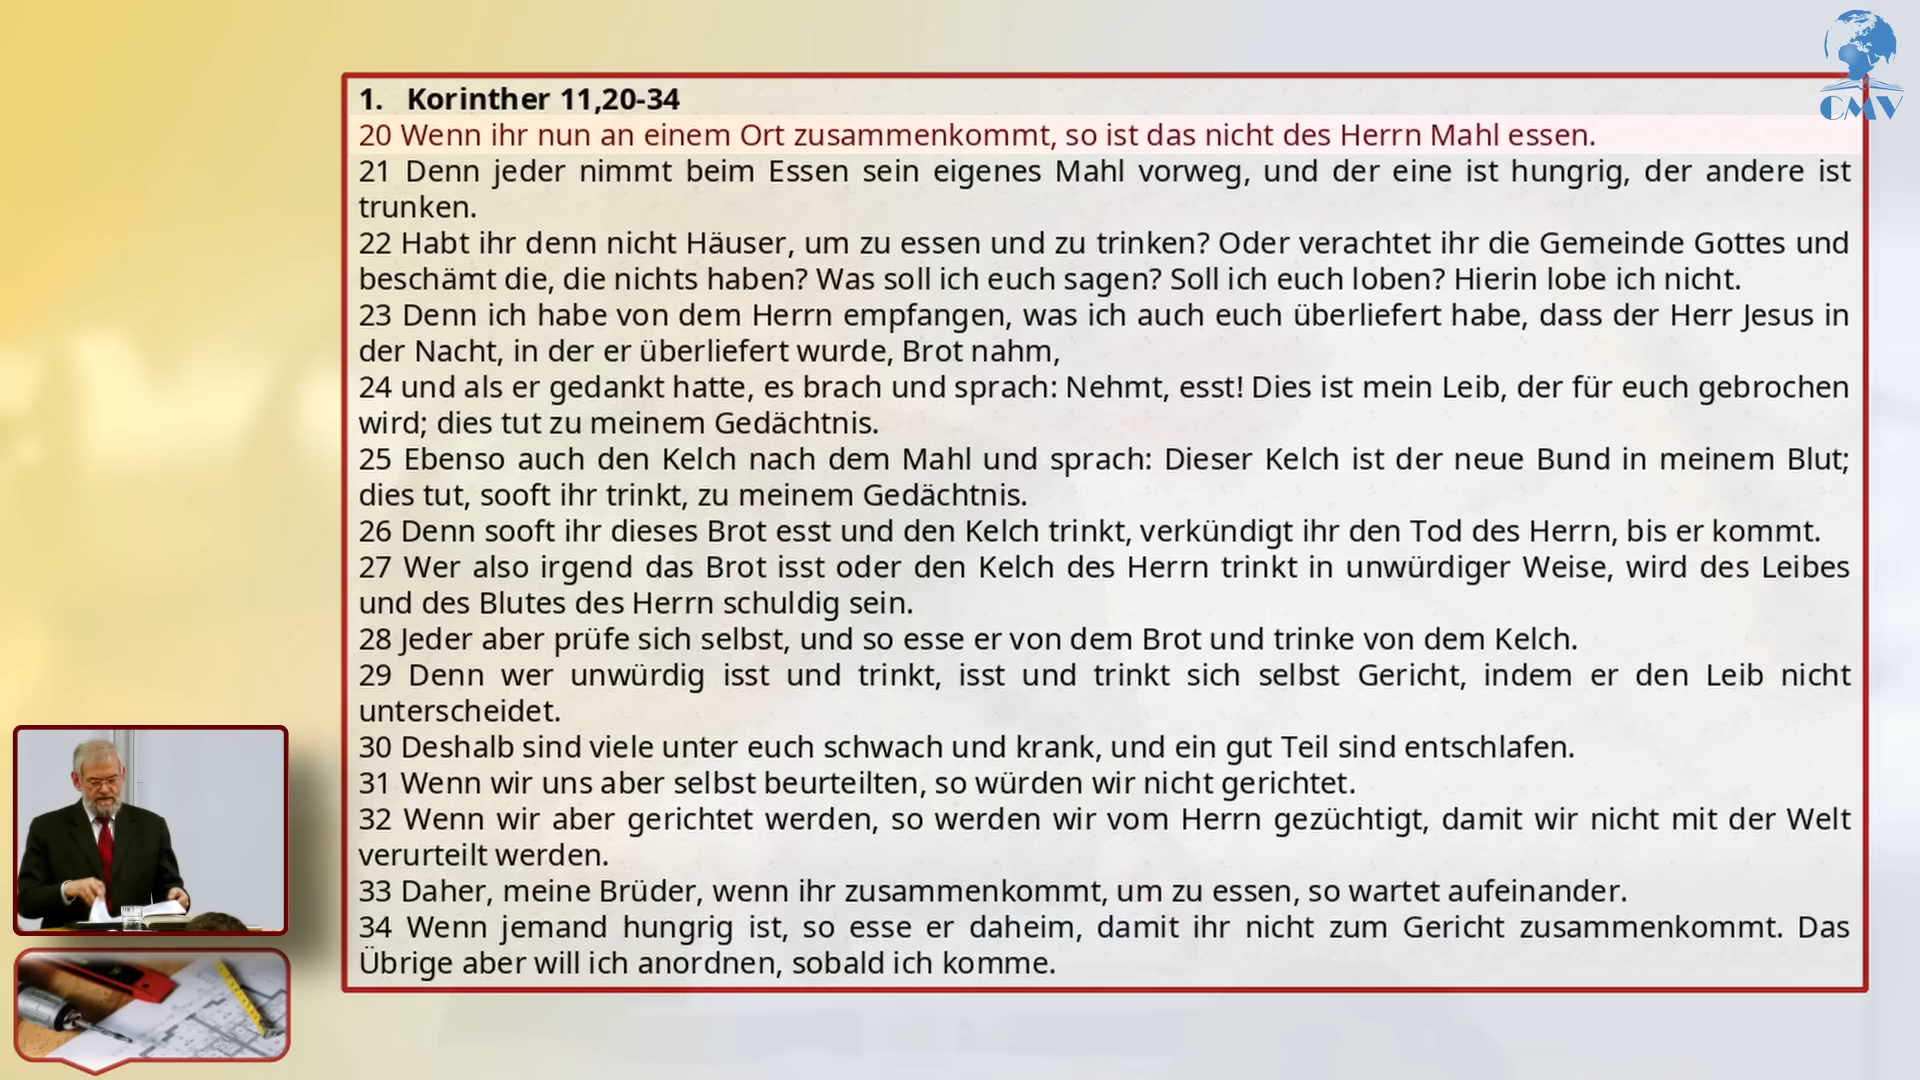 CMV
1. Korinther 11,20-34
20 Wenn ihr nun an einem Ort zusammenkommt, so ist das nicht des Herrn Mahl essen.
21 Denn jeder nimmt beim Essen sein eigenes Mahl vorweg, und der eine ist hungrig, der andere ist
trunken.
22 Habt ihr denn nicht Häuser, um zu essen und zu trinken? Oder verachtet ihr die Gemeinde Gottes und
beschämt die, die nichts haben? Was soll ich euch sagen? Soll ich euch loben? Hierin lobe ich nicht.
23 Denn ich habe von dem Herrn empfangen, was ich auch euch überliefert habe, dass der Herr Jesus in
der Nacht, in der er überliefert wurde, Brot nahm,
24 und als er gedankt hatte, es brach und sprach: Nehmt, esst! Dies ist mein Leib, der für euch gebrochen
wird; dies tut zu meinem Gedächtnis.
25 Ebenso auch den Kelch nach dem Mahl und sprach: Dieser Kelch ist der neue Bund in meinem Blut;
dies tut, sooft ihr trinkt, zu meinem Gedächtnis.
26 Denn sooft ihr dieses Brot esst und den Kelch trinkt, verkündigt ihr den Tod des Herrn, bis er kommt.
27 Wer also irgend das Brot isst oder den Kelch des Herrn trinkt in unwürdiger Weise, wird des Leibes
und des Blutes des Herrn schuldig sein.
28 Jeder aber prüfe sich selbst, und so esse er von dem Brot und trinke von dem Kelch.
29 Denn wer unwürdig isst und trinkt, isst und trinkt sich selbst Gericht, indem er den Leib nicht
unterscheidet.
30 Deshalb sind viele unter euch schwach und krank, und ein gut Teil sind entschlafen.
31 Wenn wir uns aber selbst beurteilten, so würden wir nicht gerichtet.
32 Wenn wir aber gerichtet werden, so werden wir vom Herrn gezüchtigt, damit wir nicht mit der Welt
verurteilt werden.
33 Daher, meine Brüder, wenn ihr zusammenkommt, um zu essen, so wartet aufeinander.
34 Wenn jemand hungrig ist, so esse er daheim, damit ihr nicht zum Gericht zusammenkommt. Das
Übrige aber will ich anordnen, sobald ich komme.